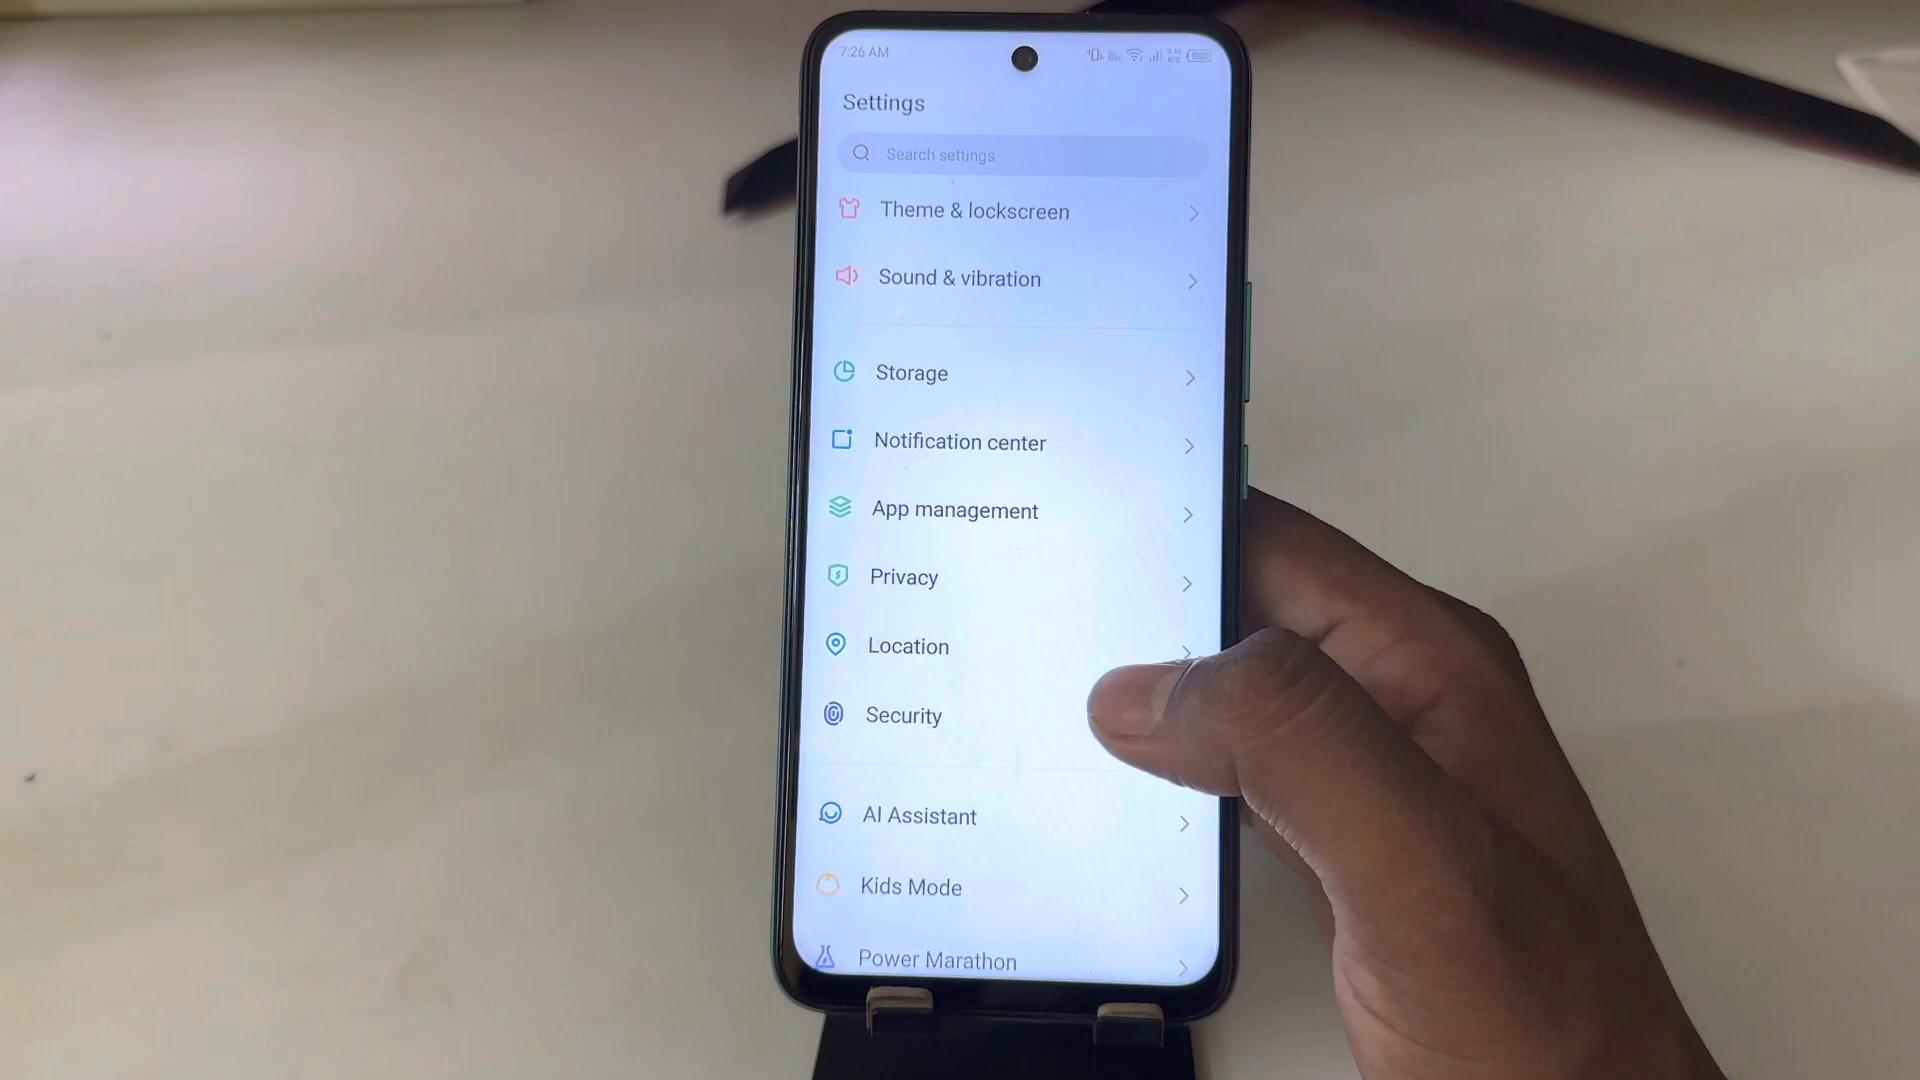 7:26 AM
Settings
Search settings
Theme & lockscreen
Sound & vibration
Storage
Notification center
App management
Privacy
Location
Security
AI Assistant
Kids Mode
Power Marathon